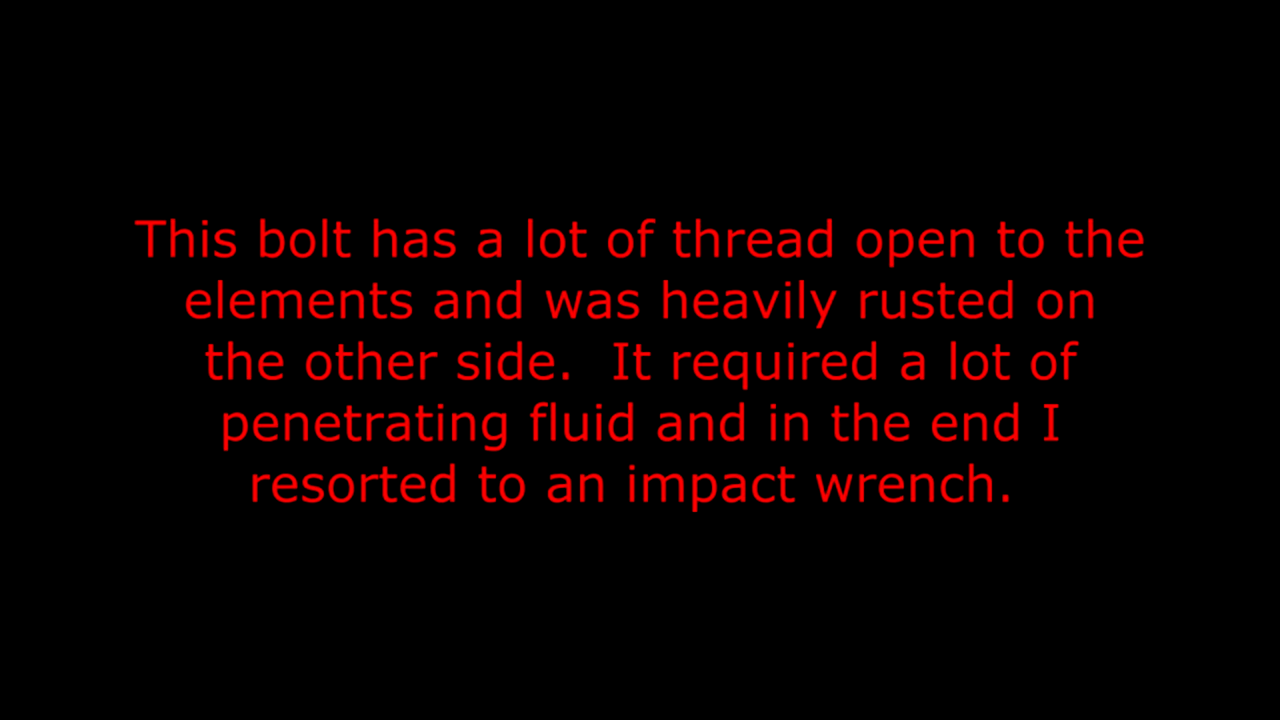 This bolt has a lot of thread open to the
elements and was heavily rusted on
the other side.  It required a lot of
penetrating fluid and in the end I
resorted to an impact wrench.